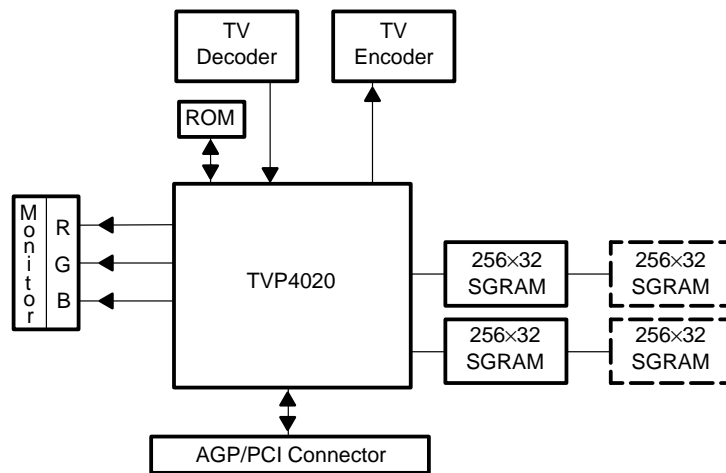 TV
Decoder
TV
Encoder
ROM
Monitor
R
G
B
TVP4020
256×32
SGRAM
256×32
SGRAM
256×32
SGRAM
256×32
SGRAM
AGP/PCI Connector